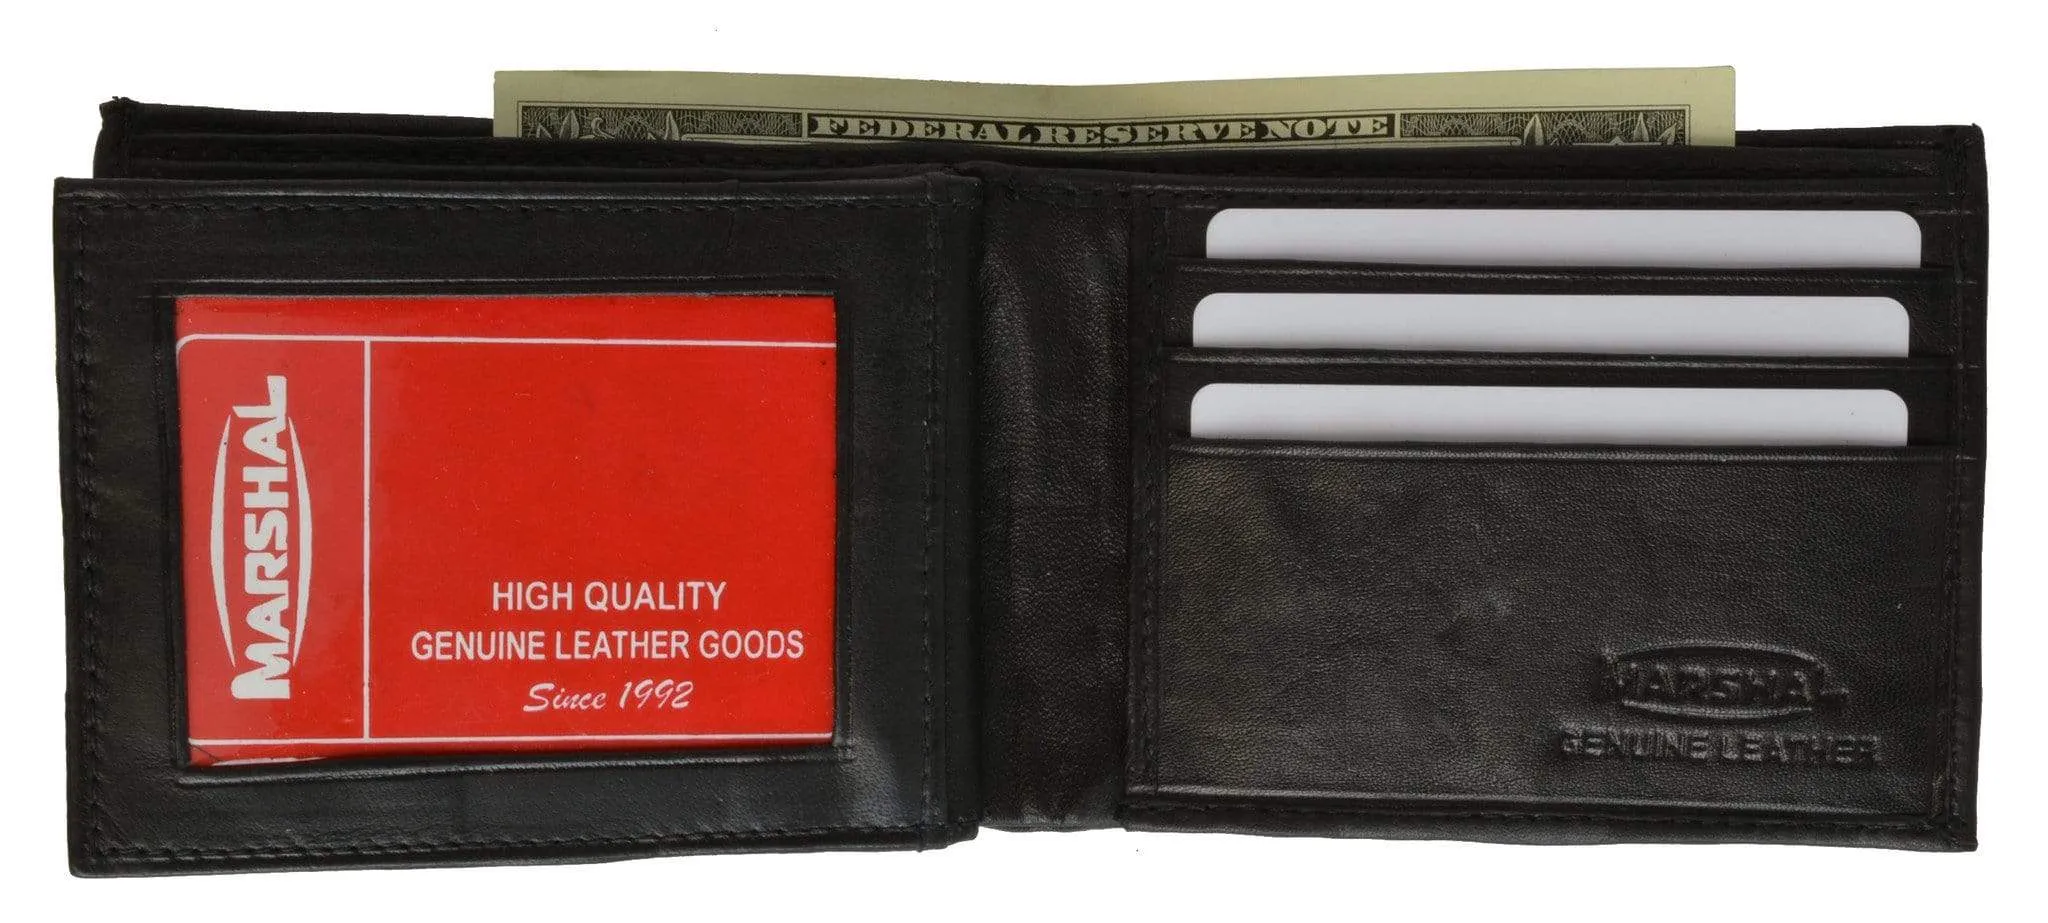 FEDERAL RESERVE NOTE
MARSHAL
HIGH QUALITY
GENUINE LEATHER GOODS
Since 1992
MARSHAL
GENUINE LEATHER